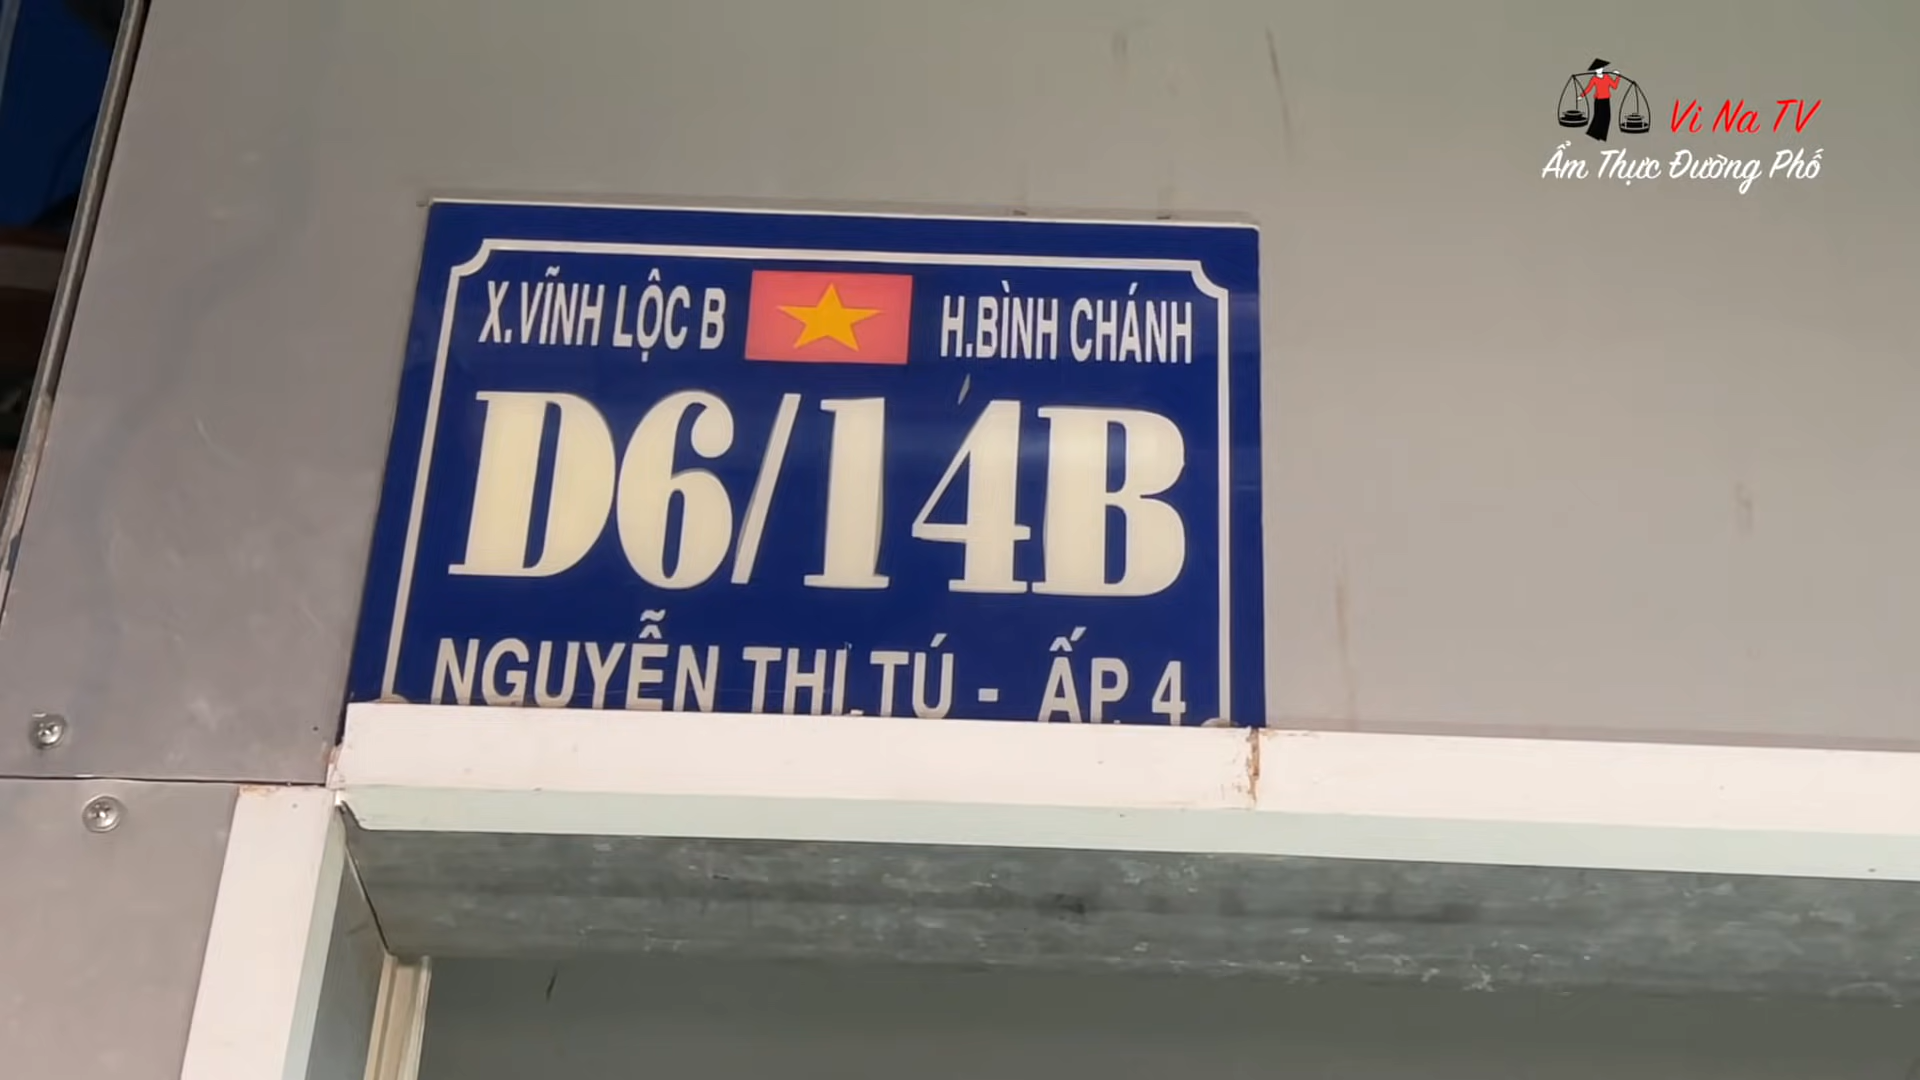 Vi Na TV
Ẩm Thực Đường Phố
X.VĨNH LỘC B H.BÌNH CHÁNH
D6/14B
NGUYỄN THỊ TÚ - ẤP 4